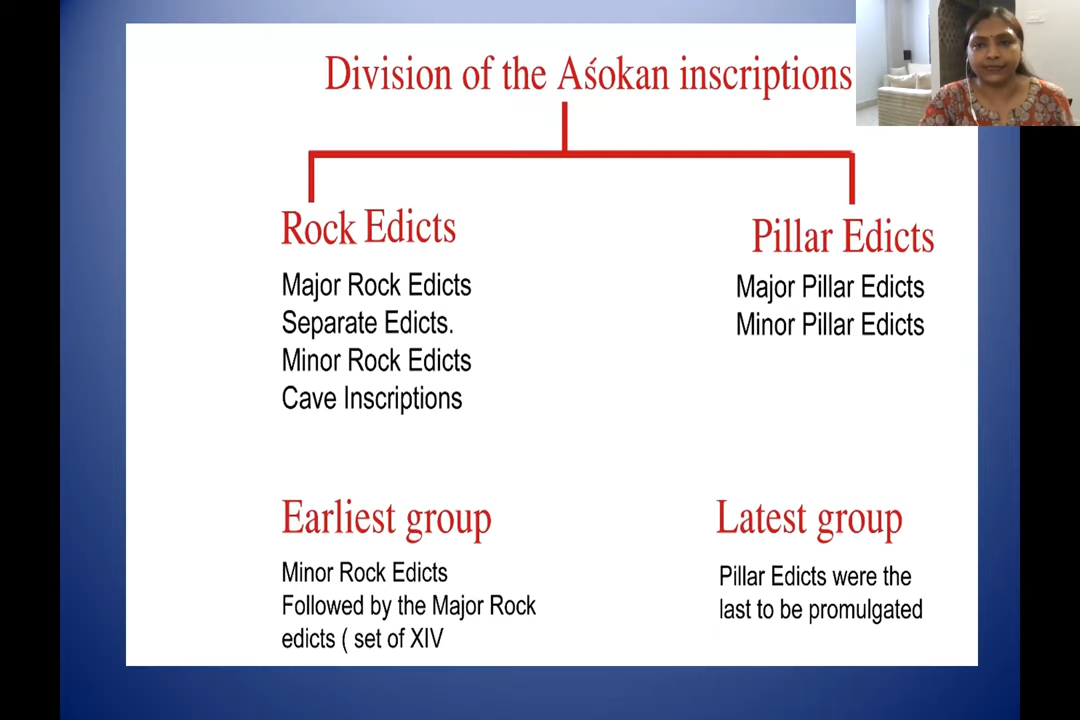 Division of the Aśokan inscriptions
Rock Edicts
Major Rock Edicts
Separate Edicts.
Minor Rock Edicts
Cave Inscriptions
Pillar Edicts
Major Pillar Edicts
Minor Pillar Edicts
Earliest group
Minor Rock Edicts
Followed by the Major Rock
edicts ( set of XIV
Latest group
Pillar Edicts were the
last to be promulgated